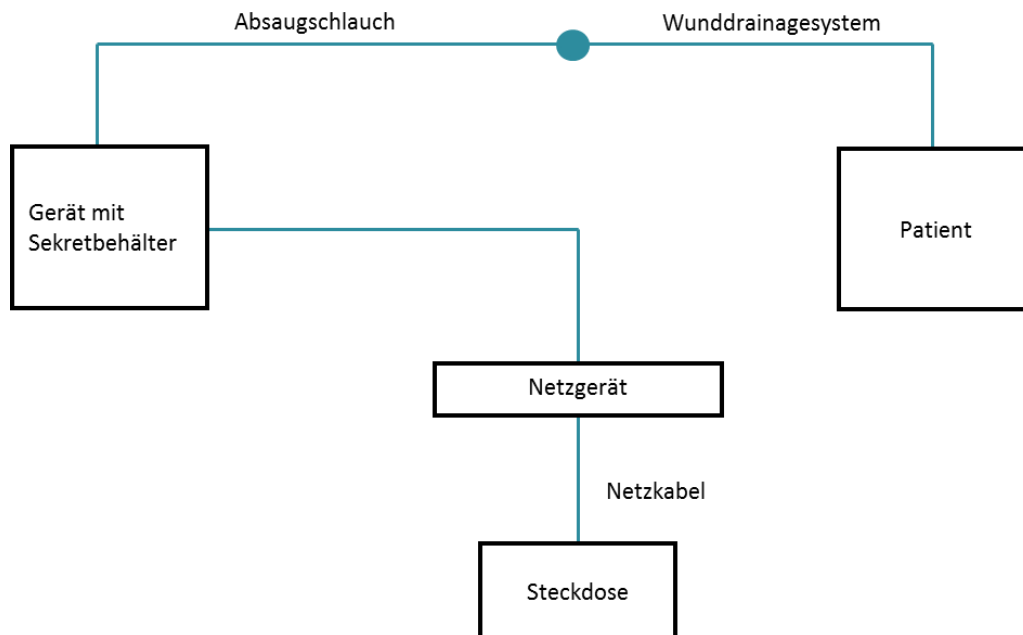 Absaugschlauch
Wunddrainagesystem
Gerät mit
Sekretbehälter
Patient
Netzgerät
Netzkabel
Steckdose